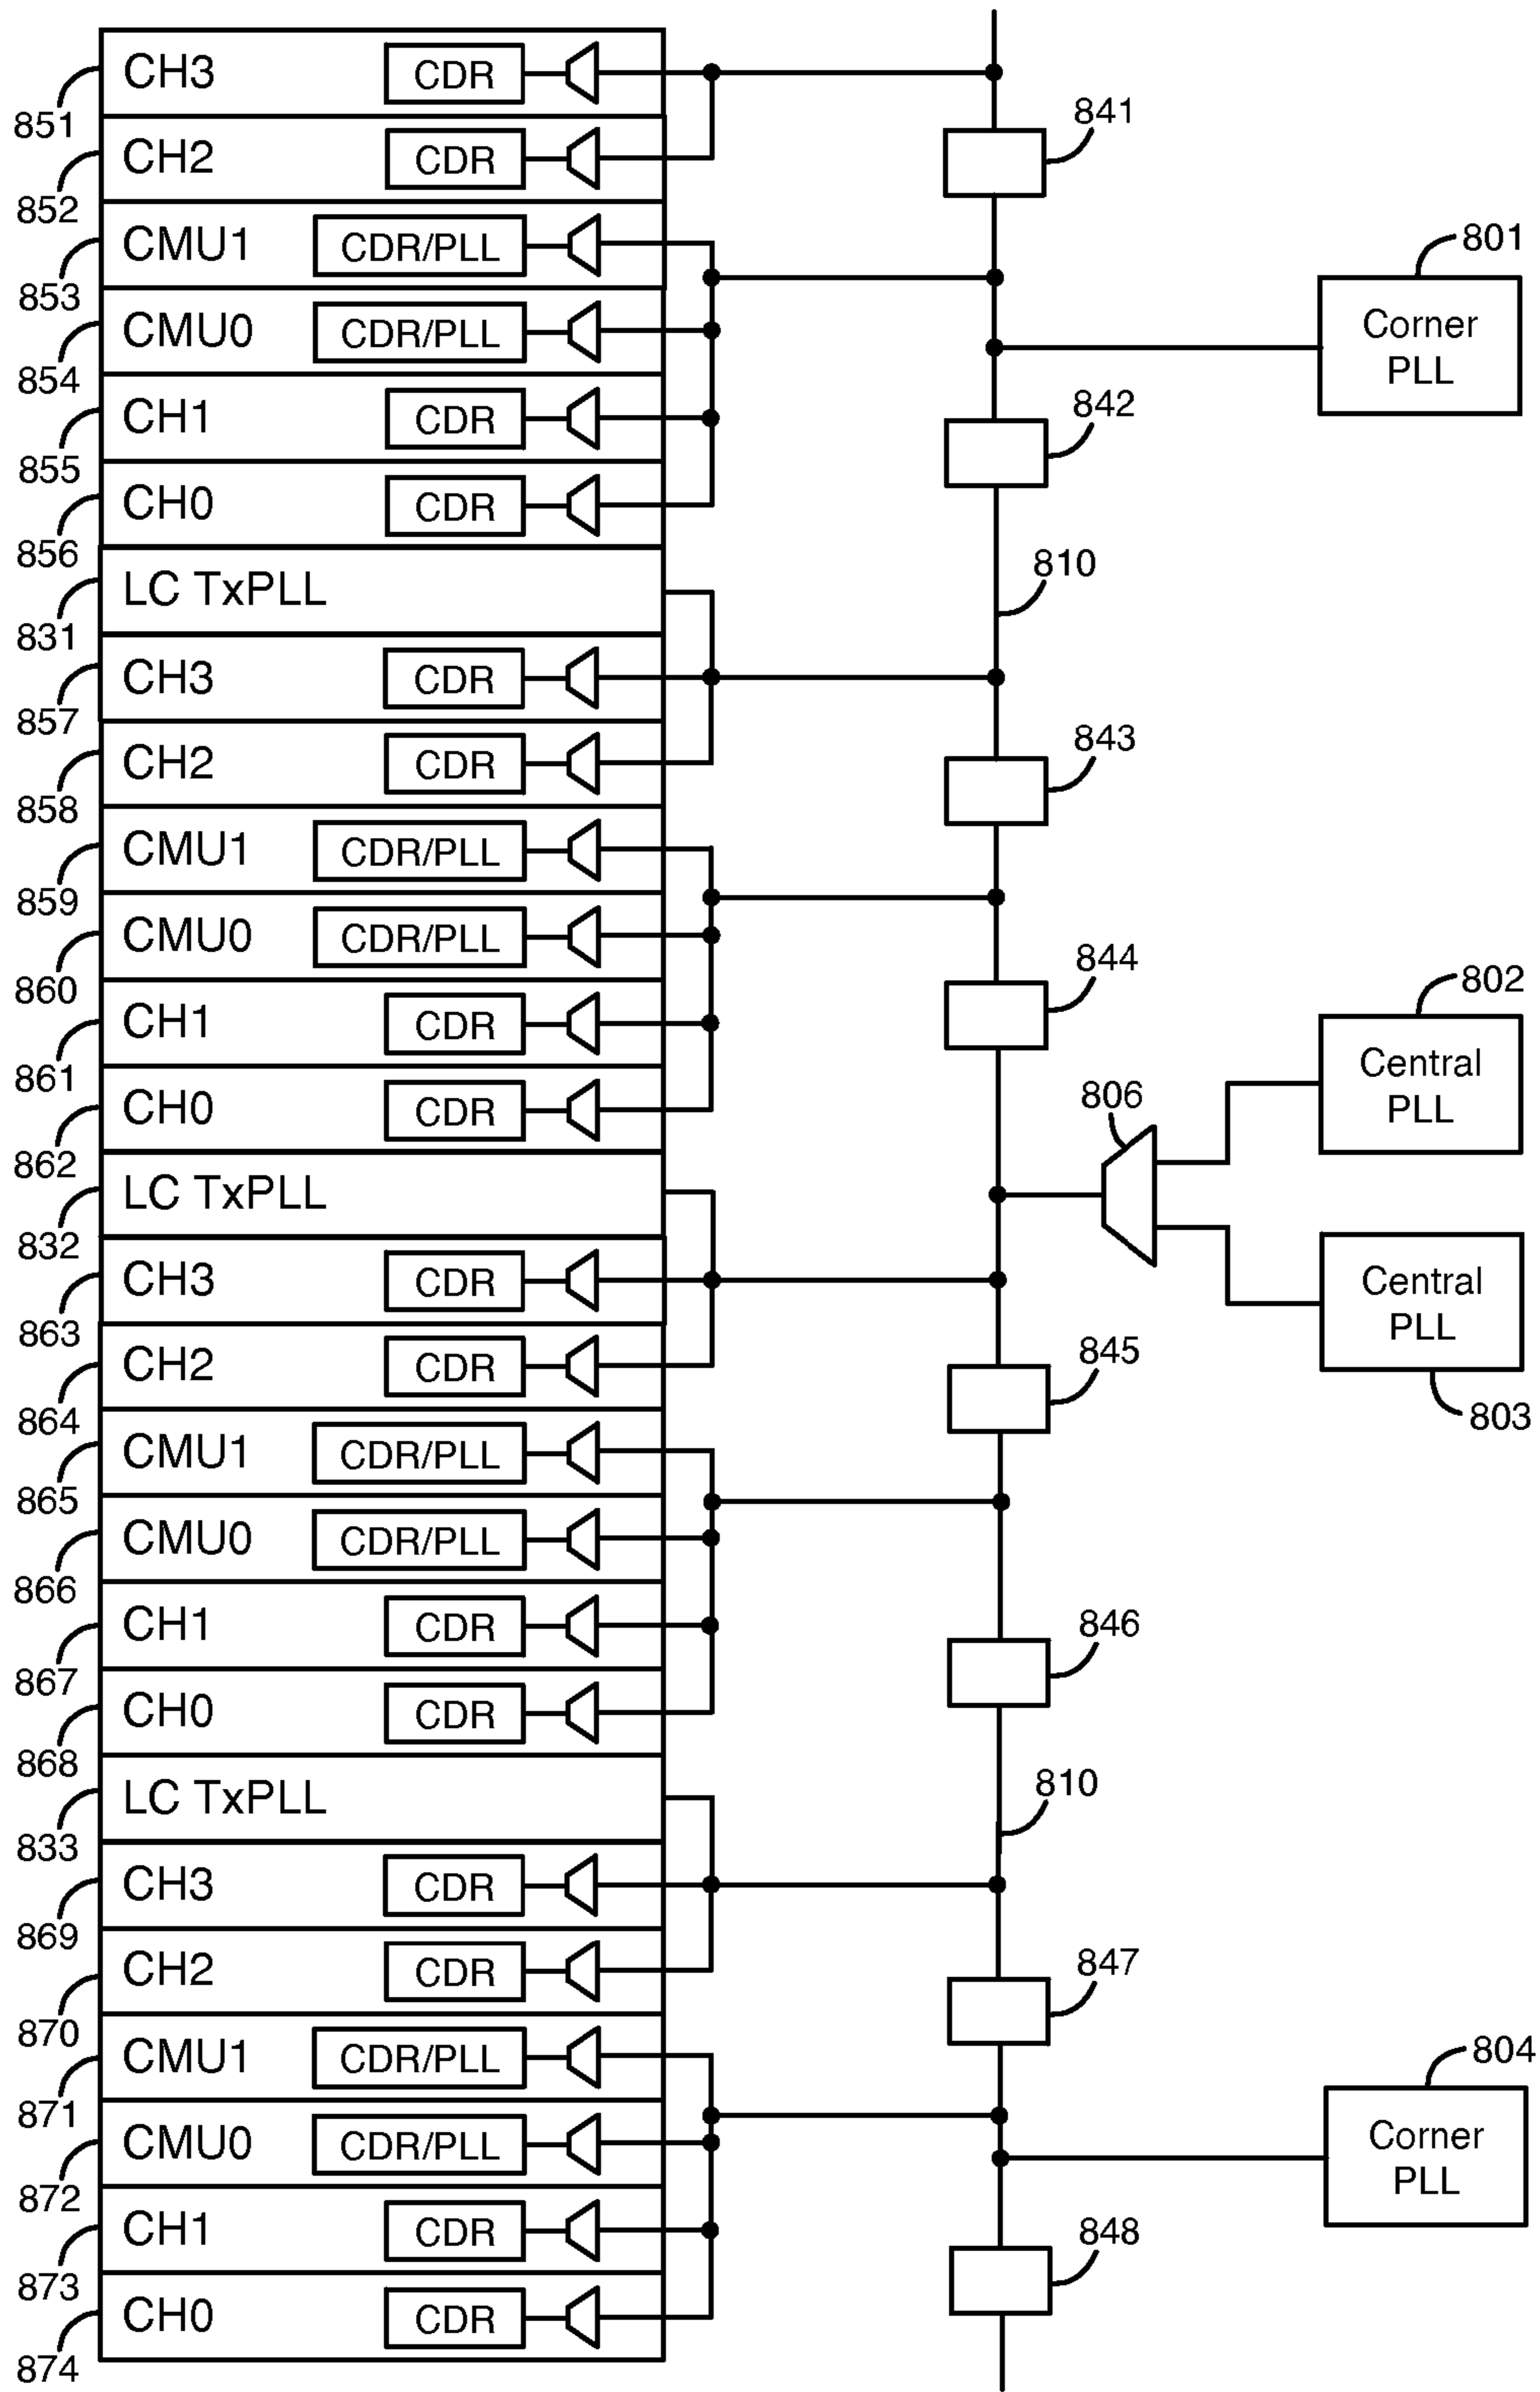 CH3 CDR
851
841
CH2 CDR
852
CMU1 CDR/PLL
853
801
Corner
PLL
CMU0 CDR/PLL
854
842
CH1 CDR
855
CH0 CDR
856
810
LC TxPLL
831
CH3 CDR
857
843
CH2 CDR
858
CMU1 CDR/PLL
859
CMU0 CDR/PLL
860
844
802
Central
PLL
CH1 CDR
861
806
CH0 CDR
862
LC TxPLL
832
CH3 CDR
863
Central
PLL
803
845
CH2 CDR
864
CMU1 CDR/PLL
865
CMU0 CDR/PLL
866
CH1 CDR
867
846
CH0 CDR
868
810
LC TxPLL
833
CH3 CDR
869
CH2 CDR
870
847
CMU1 CDR/PLL
871
804
Corner
PLL
CMU0 CDR/PLL
872
CH1 CDR
873
848
CH0 CDR
874